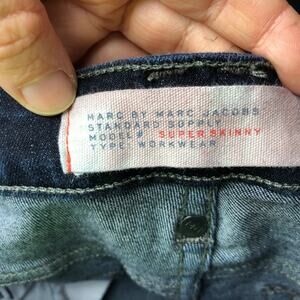 MARC BY MARC JACOBS
STANDARD SUPPLY
MODEL # SUPER SKINNY
TYPE: WORKWEAR